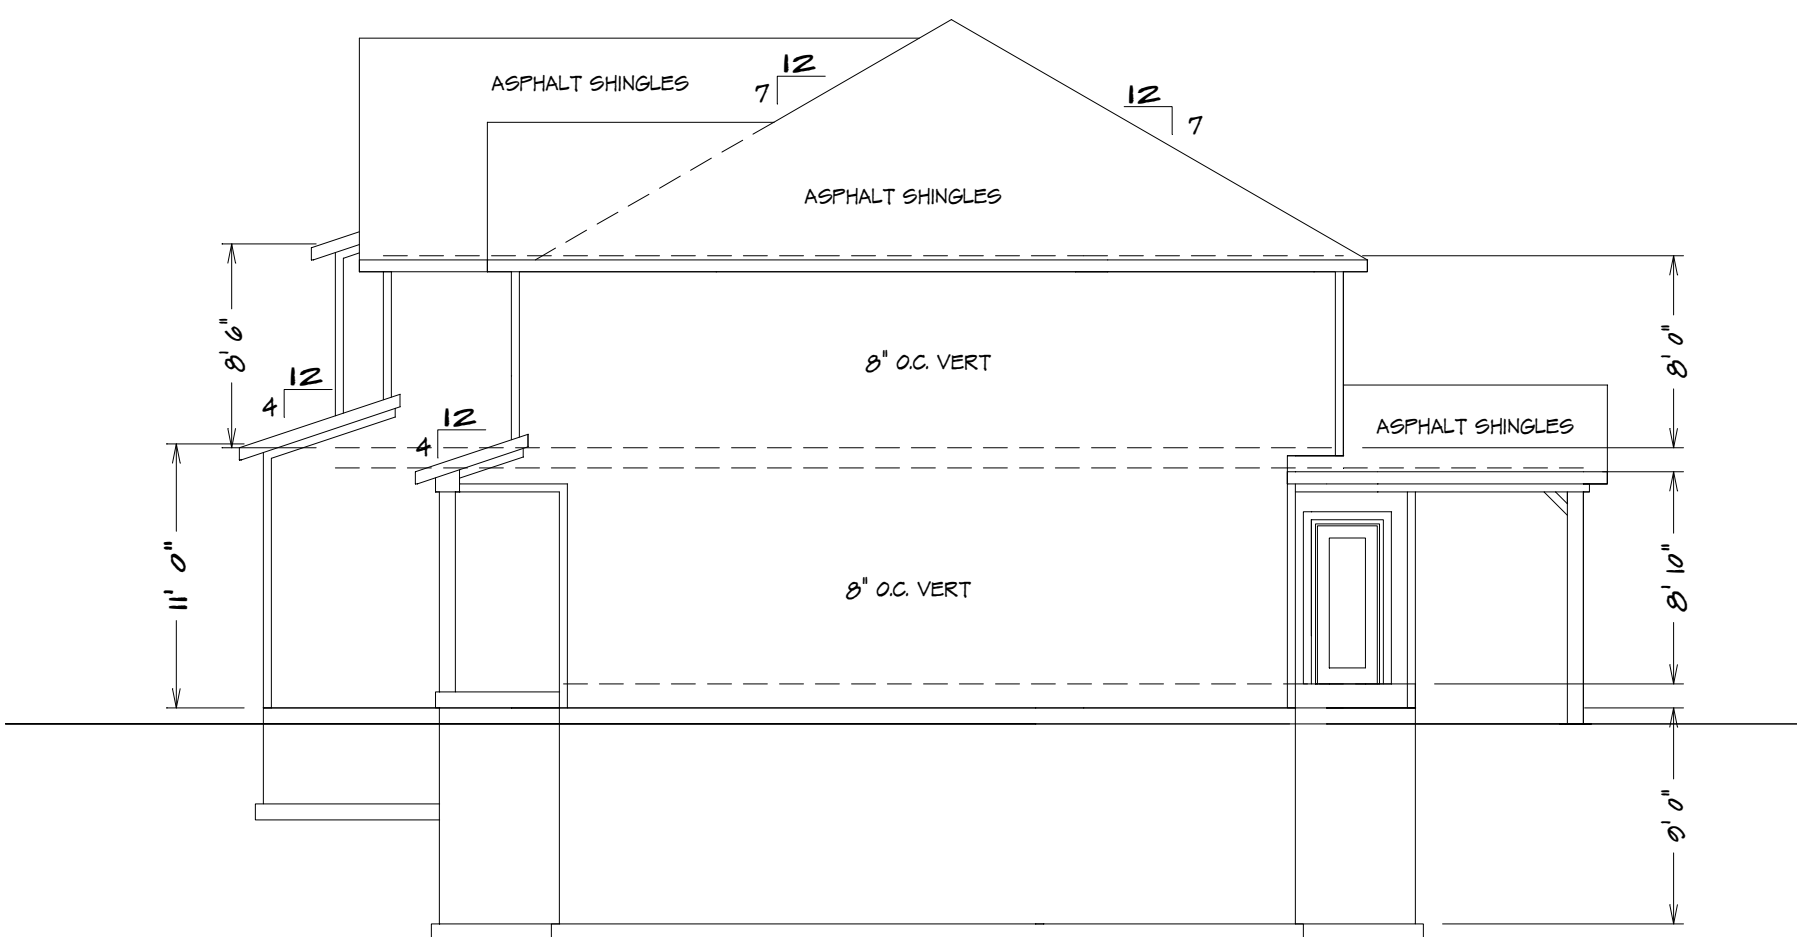 12
7
ASPHALT SHINGLES
12
7
ASPHALT SHINGLES
8' 6"
8" O.C. VERT
8' 0"
12
4
12
4
ASPHALT SHINGLES
11' 0"
8" O.C. VERT
8' 10"
9' 0"